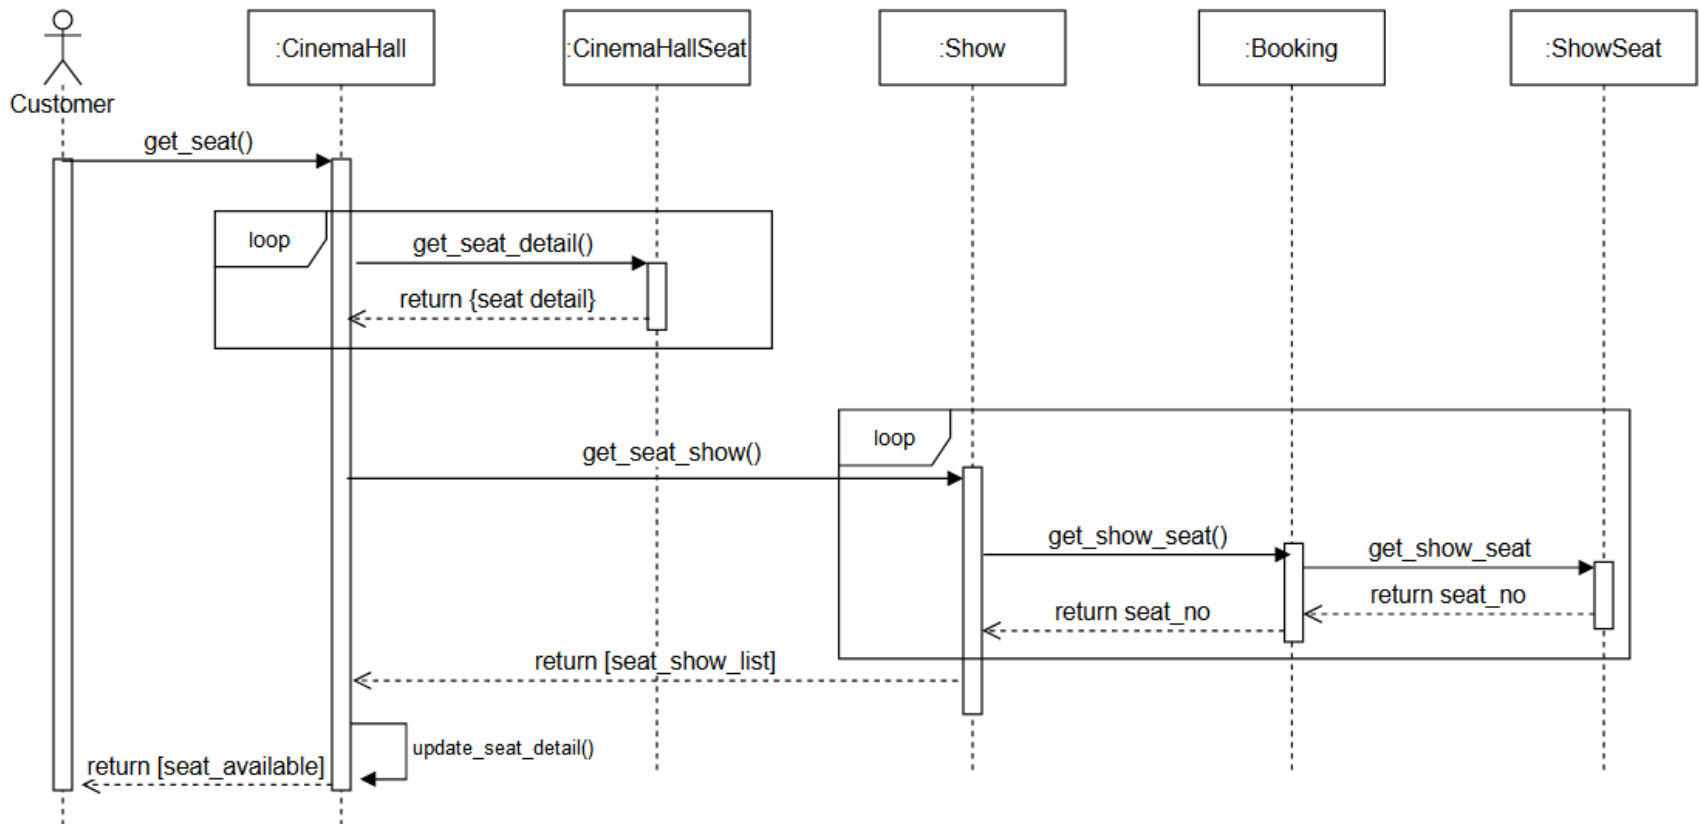 :CinemaHall
:CinemaHallSeat
:Show
:Booking
:ShowSeat
Customer
get_seat()
loop
get_seat_detail()
return {seat detail}
loop
get_seat_show()
get_show_seat()
get_show_seat
return seat_no
return seat_no
return [seat_show_list]
update_seat_detail()
return [seat_available]